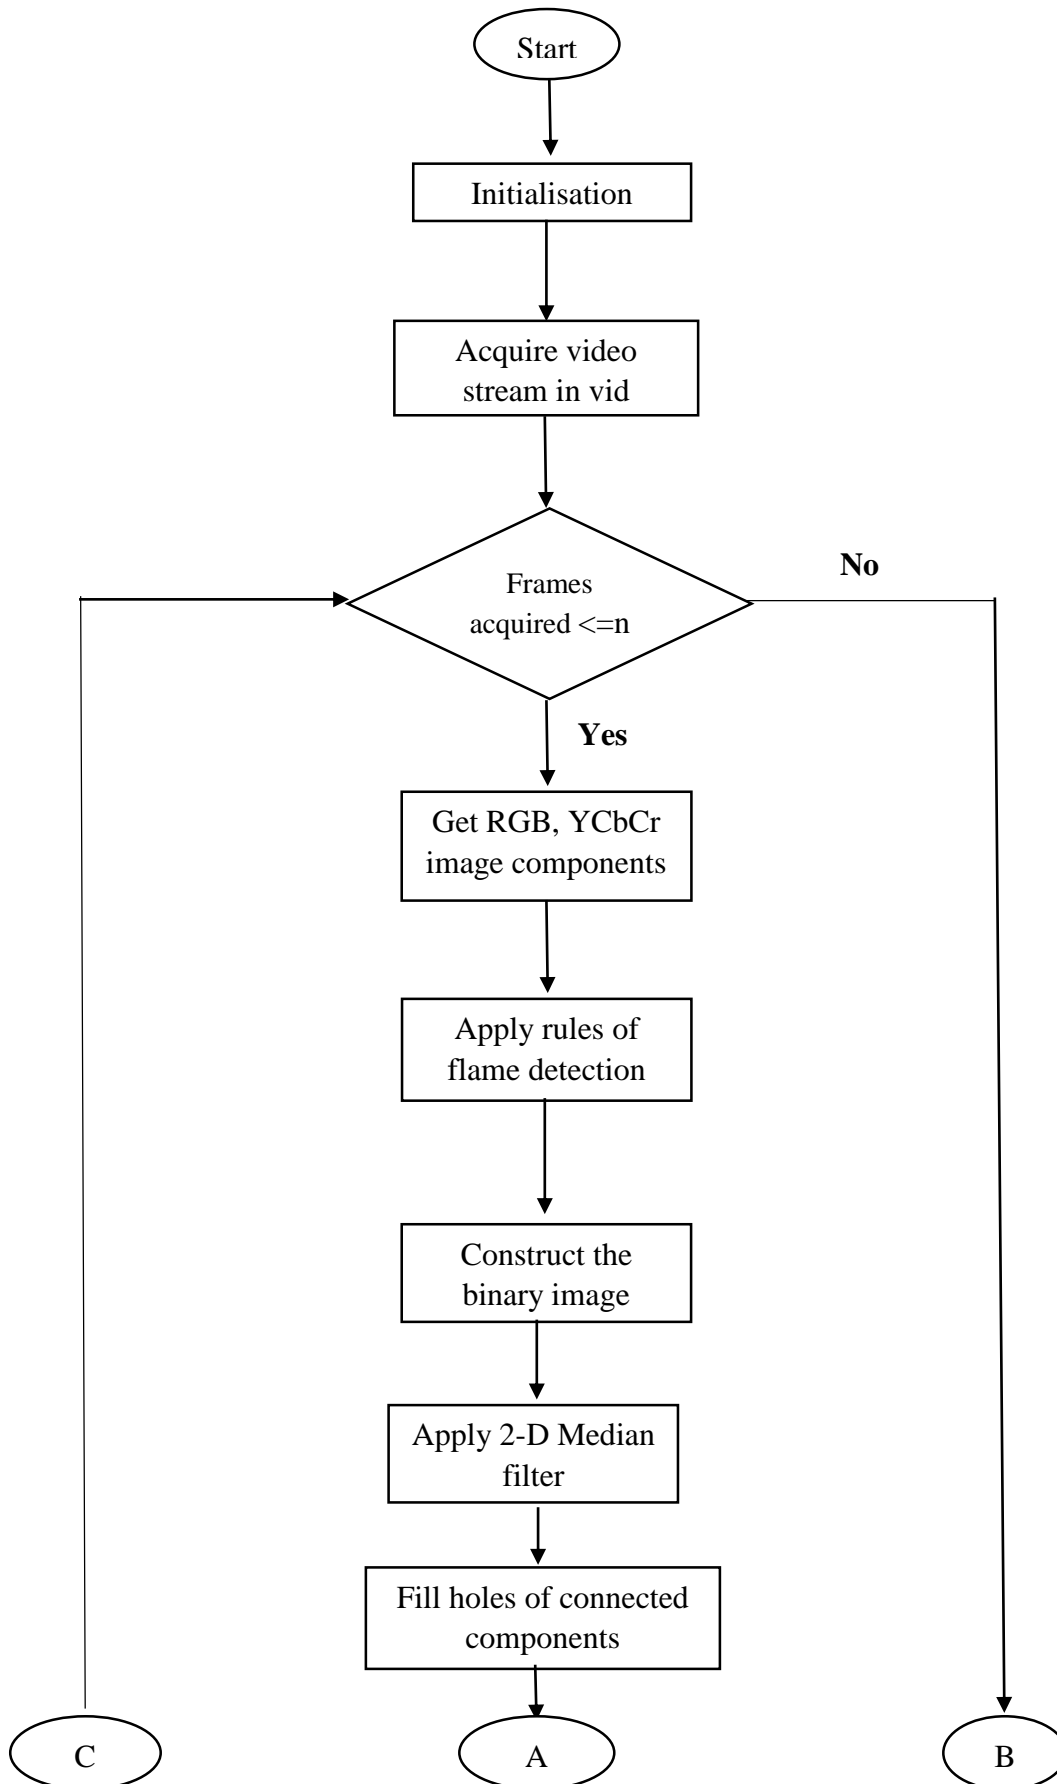 Start
Initialisation
Acquire video
stream in vid
Frames
acquired <=n
No
Yes
Get RGB, YCbCr
image components
Apply rules of
flame detection
Construct the
binary image
Apply 2-D Median
filter
Fill holes of connected
components
C
A
B